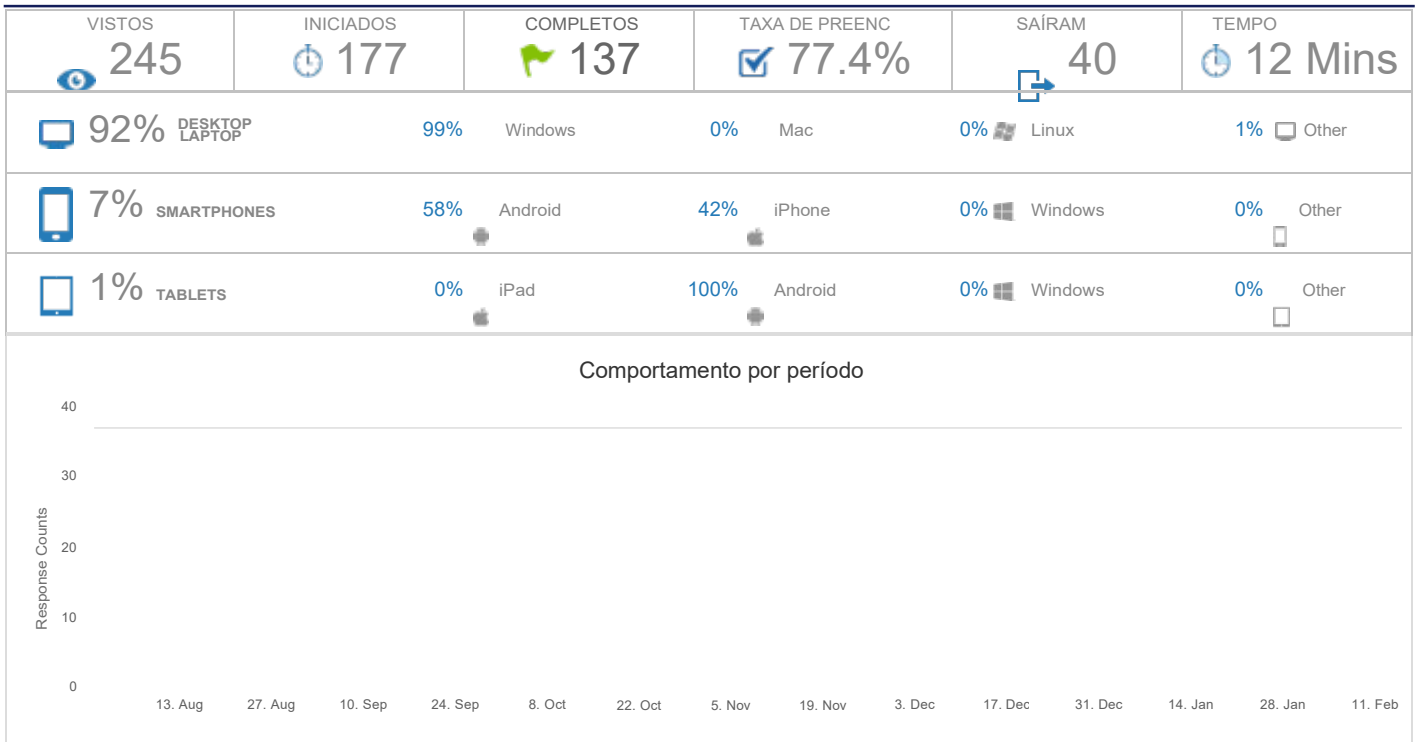 VISTOS INICIADOS COMPLETOS TAXA DE PREENC SAÍRAM TEMPO
245 177 137 77.4% 40 12 Mins
92% DESKTOP LAPTOP 99% Windows 0% Mac 0% Linux 1% Other
7% SMARTPHONES 58% Android 42% iPhone 0% Windows 0% Other
1% TABLETS 0% iPad 100% Android 0% Windows 0% Other
Comportamento por período
Response Counts
40
30
20
10
0
13. Aug 27. Aug 10. Sep 24. Sep 8. Oct 22. Oct 5. Nov 19. Nov 3. Dec 17. Dec 31. Dec 14. Jan 28. Jan 11. Feb